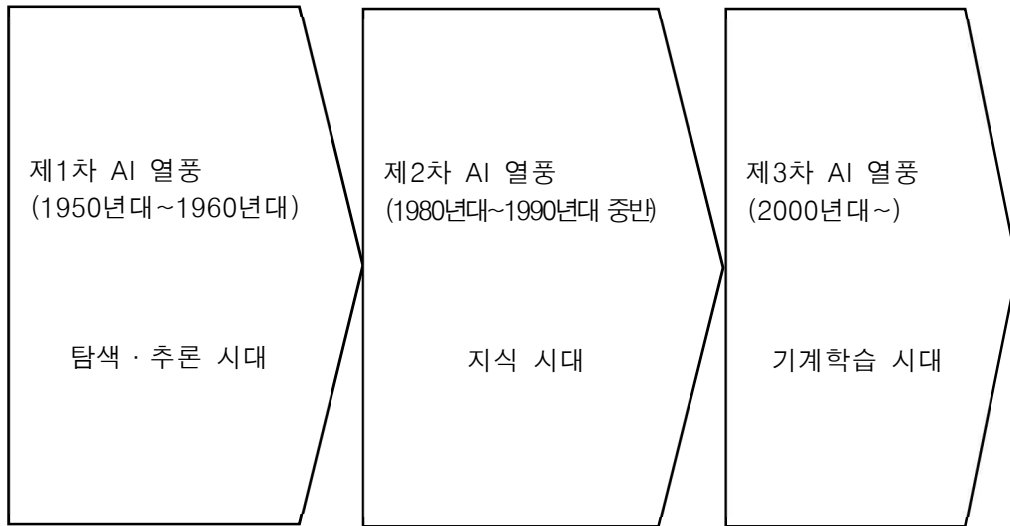 제1차 AI 열풍
(1950년대~1960년대)
탐색 · 추론 시대
제2차 AI 열풍
(1980년대~1990년대 중반)
지식 시대
제3차 AI 열풍
(2000년대~)
기계학습 시대